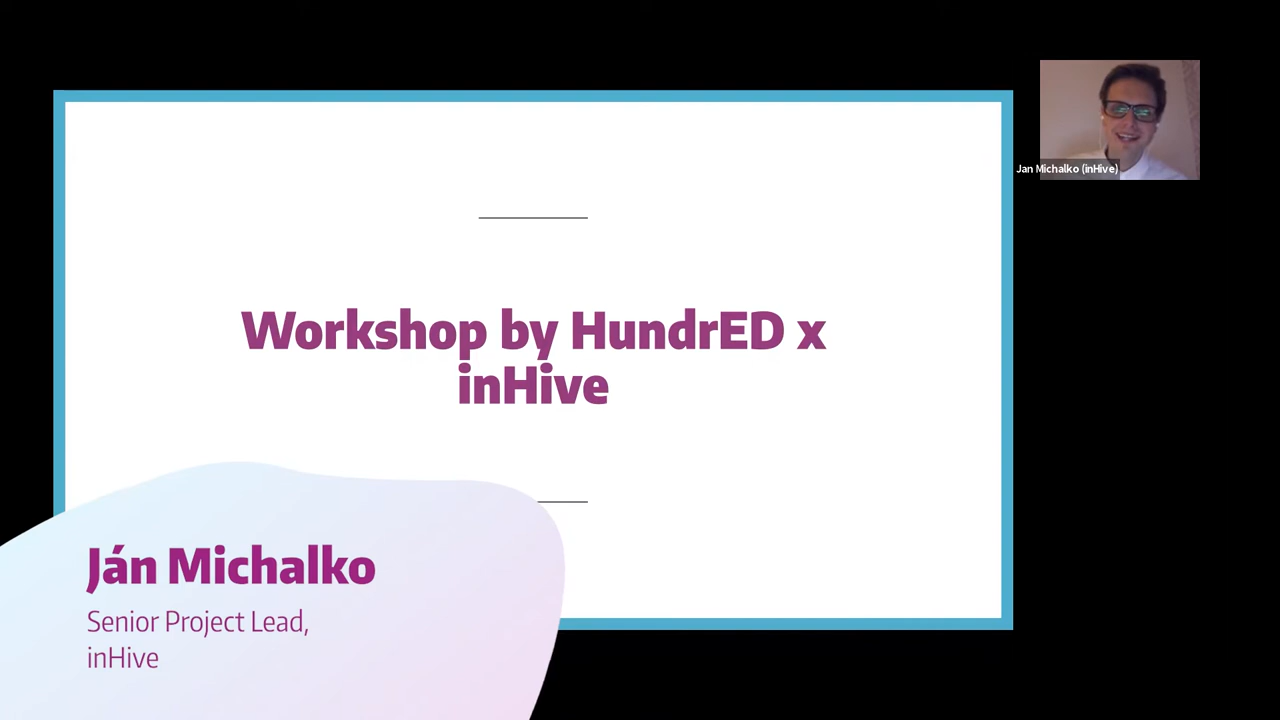 Jan Michalko (inHive)
Workshop by HundrED x
inHive
Ján Michalko
Senior Project Lead,
inHive